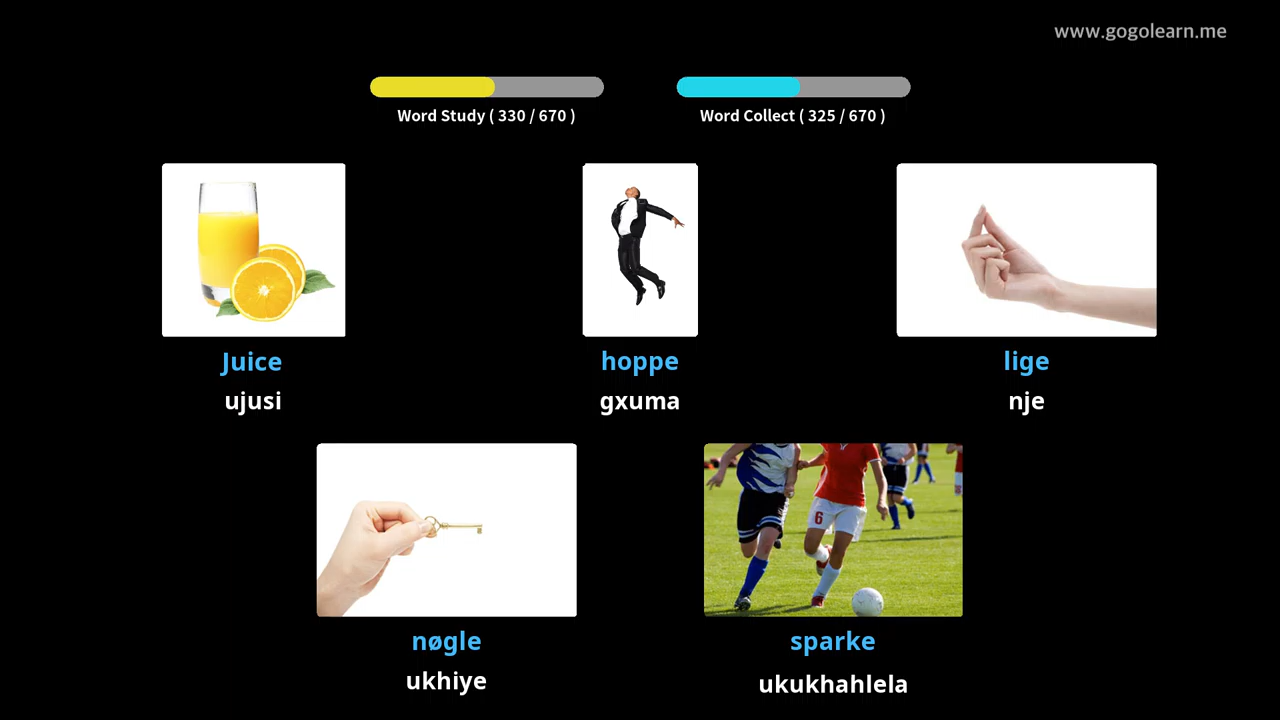 www.gogolearn.me
Word Study ( 330 / 670 )
Word Collect ( 325 / 670 )
Juice
hoppe
lige
ujusi
gxuma
nje
6
nøgle
sparke
ukhiye
ukukhahlela